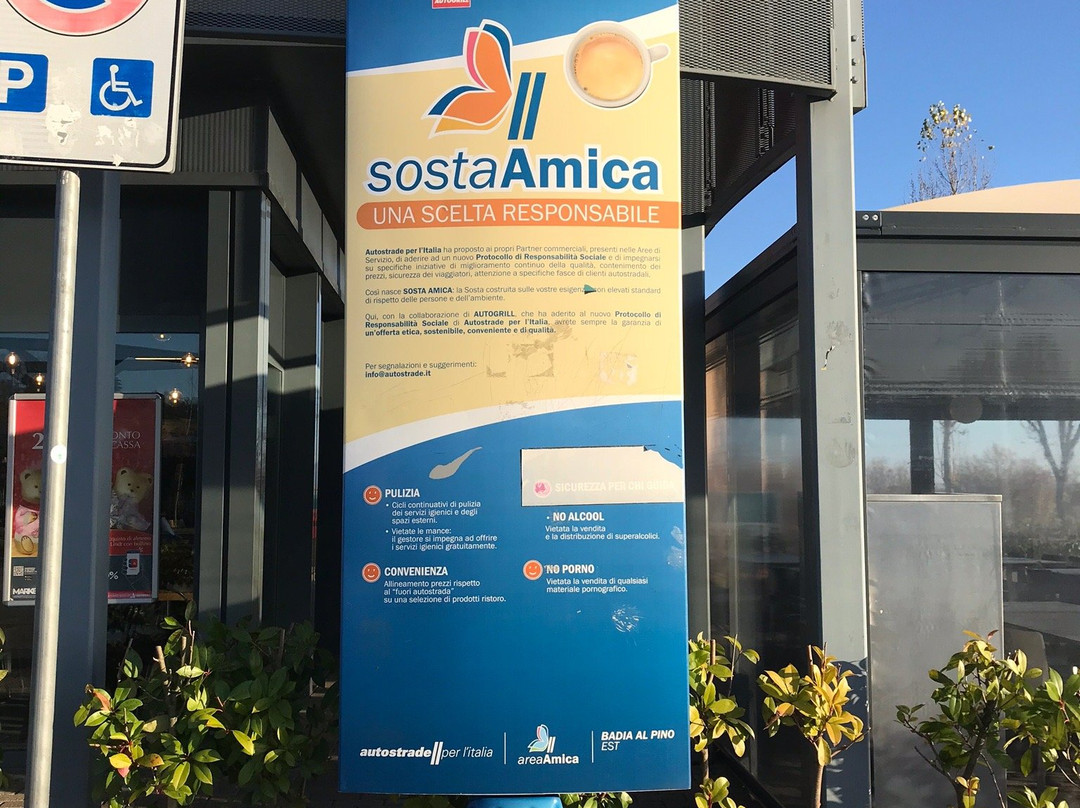 P
AUTOGRILL
sostaAmica
UNA SCELTA RESPONSABILE
Autostrade per l'Italia ha proposto ai propri Partner commerciali, presenti nelle Aree di
Servizio, di aderire ad un nuovo Protocollo di Responsabilità Sociale e di impegnarsi
su specifiche iniziative di miglioramento continuo della qualità, contenimento dei
prezzi, sicurezza dei viaggiatori, attenzione a specifiche fasce di clienti autostradali.
Così nasce SOSTA AMICA: la Sosta costruita sulle vostre esigenze con elevati standard
di rispetto delle persone e dell'ambiente.
Qui, con la collaborazione di AUTOGRILL, che ha aderito al nuovo Protocollo di
Responsabilità Sociale di Autostrade per l'Italia, avrete sempre la garanzia di
un'offerta etica, sostenibile, conveniente e di qualità.
Per segnalazioni e suggerimenti:
info@autostrade.it
PULIZIA
• Cicli continuativi di pulizia
dei servizi igienici e degli
spazi esterni.
• Vietate le mance:
il gestore si impegna ad offrire
i servizi igienici gratuitamente.
CONVENIENZA
Allineamento prezzi rispetto
al "fuori autostrada"
su una selezione di prodotti ristoro.
SICUREZZA PER CHI GUIDA
• NO ALCOOL
Vietata la vendita
e la distribuzione di superalcolici.
NO PORNO
Vietata la vendita di qualsiasi
materiale pornografico.
autostrade per l'italia
areaAmica
BADIA AL PINO
EST